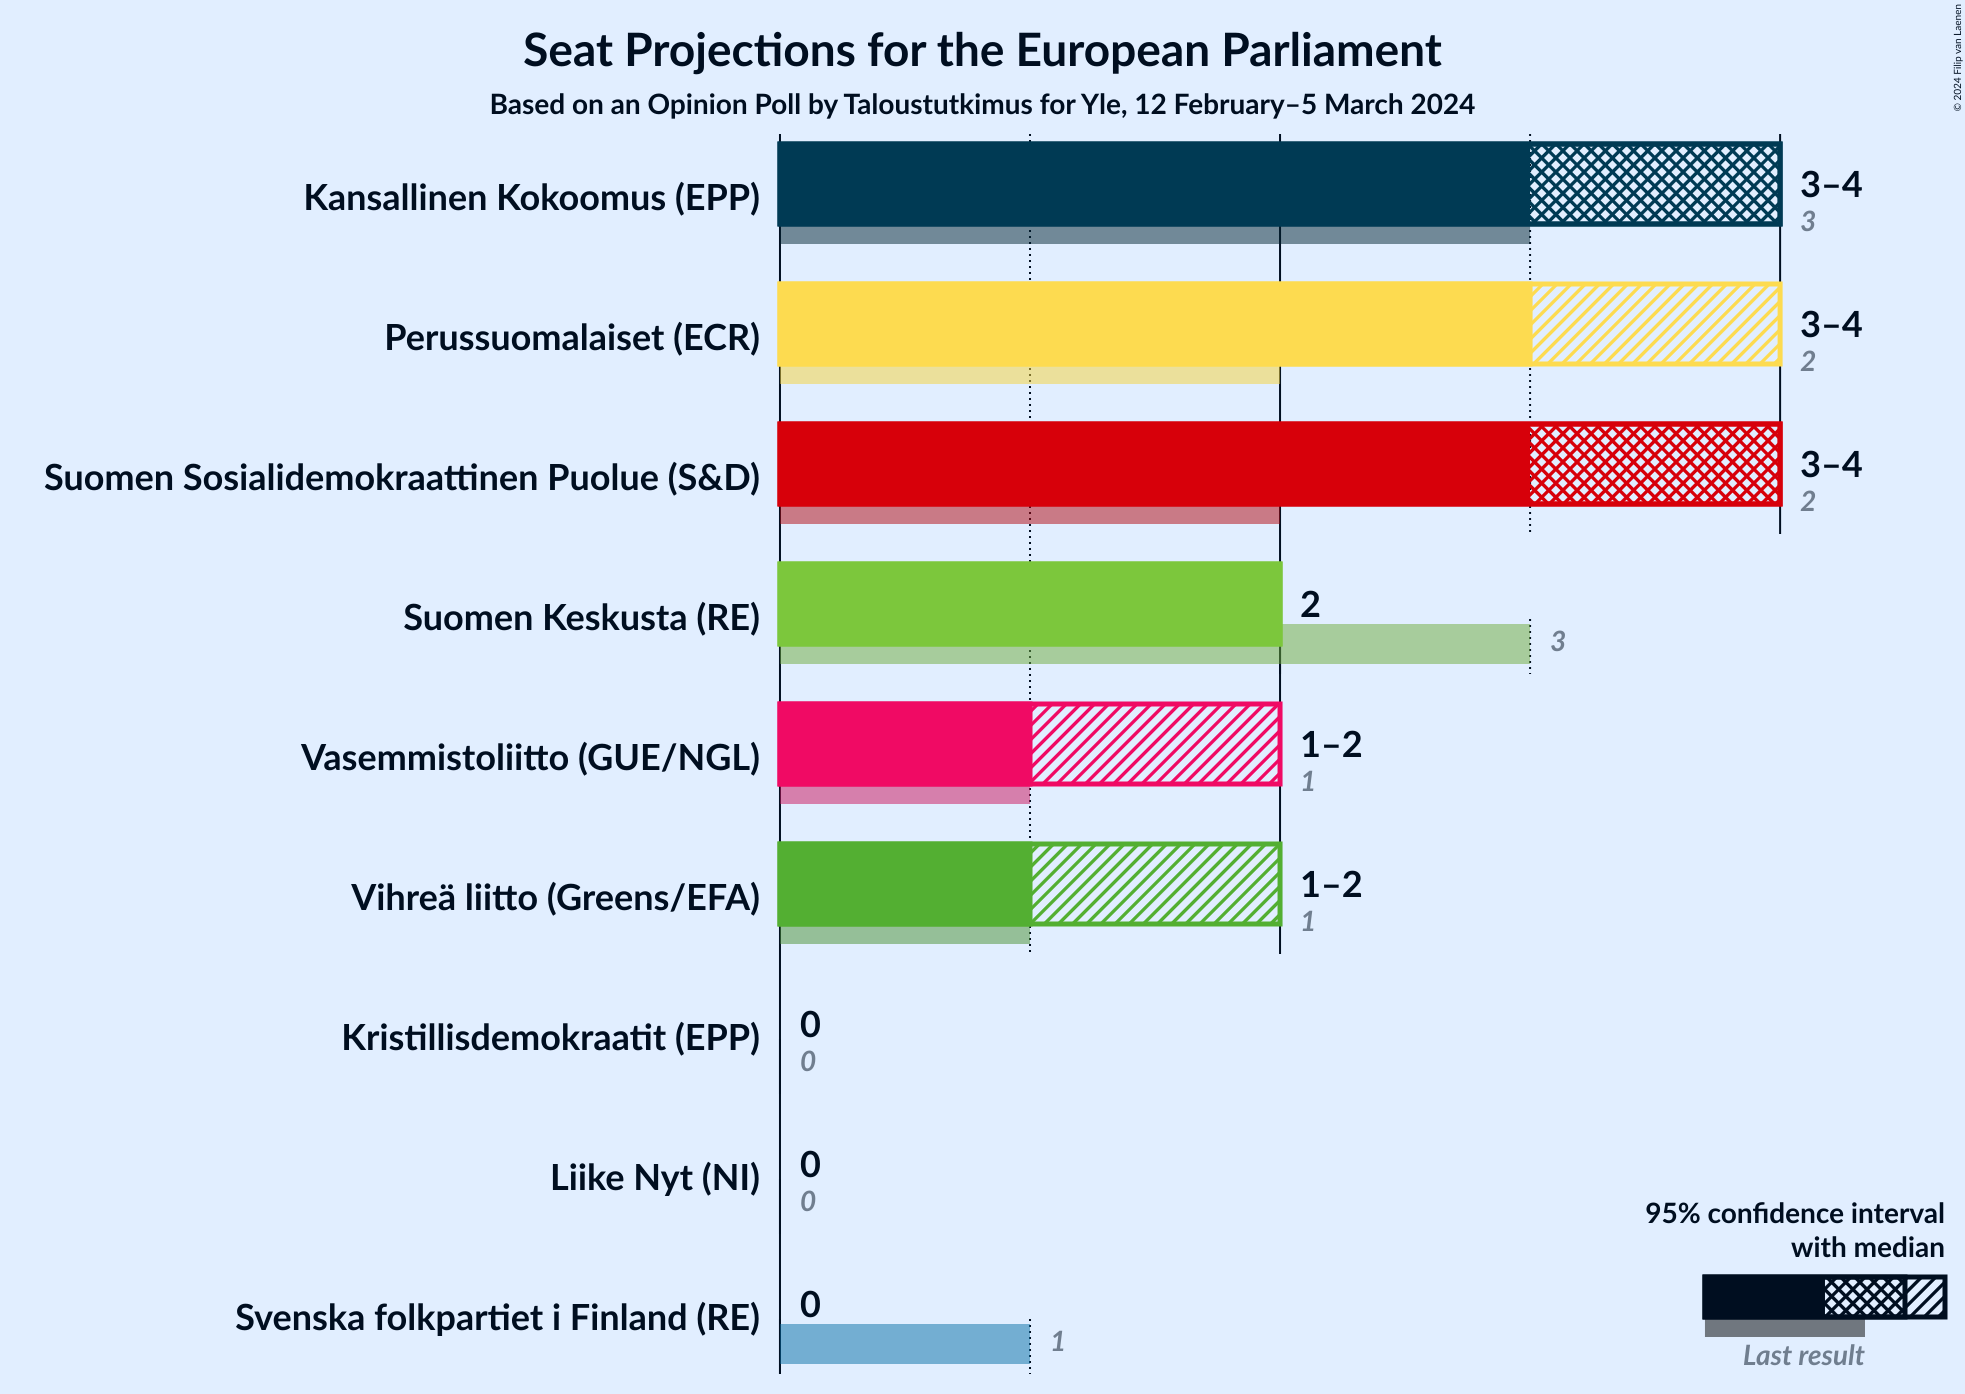 Seat Projections for the European Parliament
Based on an Opinion Poll by Taloustutkimus for Yle, 12 February–5 March 2024
© 2024 Filip van Laenen
Kansallinen Kokoomus (EPP)
3–4
3
Perussuomalaiset (ECR)
3–4
2
Suomen Sosialidemokraattinen Puolue (S&D)
3–4
2
Suomen Keskusta (RE)
2
3
Vasemmistoliitto (GUE/NGL)
1–2
1
Vihreä liitto (Greens/EFA)
1–2
1
Kristillisdemokraatit (EPP)
0
0
Liike Nyt (NI)
0
0
Svenska folkpartiet i Finland (RE)
0
1
95% confidence interval
with median
Last result